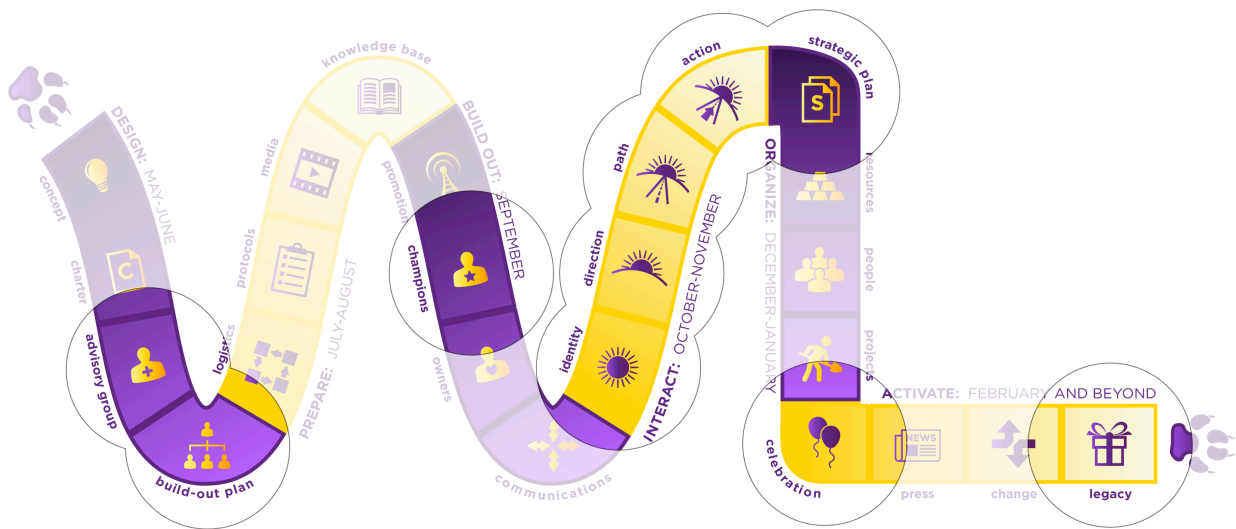 DESIGN: MAY-JUNE
concept
charter
C
advisory group
build-out plan
PREPARE: JULY-AUGUST
logistics
protocols
media
knowledge base
BUILD OUT: SEPTEMBER
promotion
champions
owners
communications
INTERACT: OCTOBER-NOVEMBER
identity
direction
path
action
ORGANIZE: DECEMBER-JANUARY
strategic plan
S
resources
people
projects
ACTIVATE: FEBRUARY AND BEYOND
celebration
NEWS
press
change
legacy